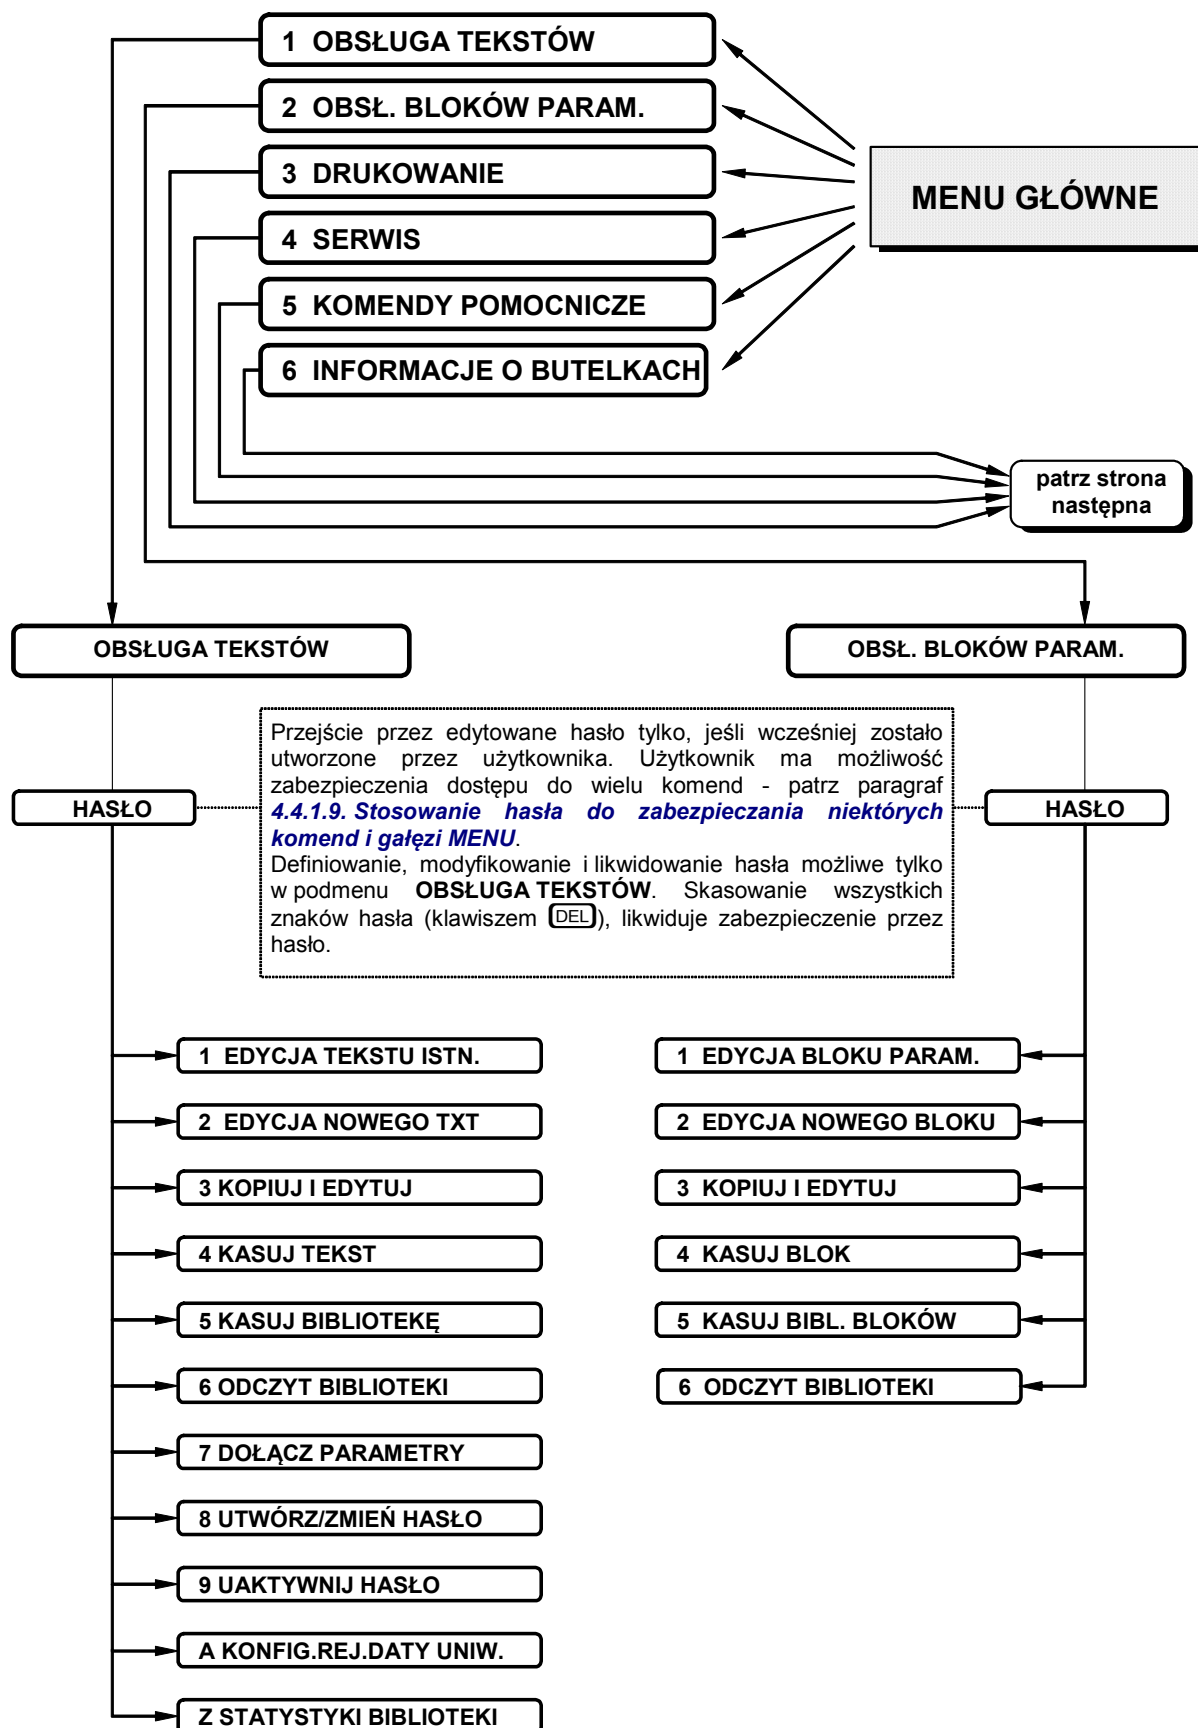 1 OBSŁUGA TEKSTÓW
2 OBSŁ. BLOKÓW PARAM.
3 DRUKOWANIE
MENU GŁÓWNE
4 SERWIS
5 KOMENDY POMOCNICZE
6 INFORMACJE O BUTELKACH
patrz strona
następna
OBSŁUGA TEKSTÓW
OBSŁ. BLOKÓW PARAM.
Przejście przez edytowane hasło tylko, jeśli wcześniej zostało
utworzone przez użytkownika. Użytkownik ma możliwość
zabezpieczenia dostępu do wielu komend - patrz paragraf
4.4.1.9. Stosowanie hasła do zabezpieczania niektórych
komend i gałęzi MENU.
Definiowanie, modyfikowanie i likwidowanie hasła możliwe tylko
w podmenu OBSŁUGA TEKSTÓW. Skasowanie wszystkich
znaków hasła (klawiszem DEL), likwiduje zabezpieczenie przez
hasło.
HASŁO
HASŁO
1 EDYCJA TEKSTU ISTN.
2 EDYCJA NOWEGO TXT
3 KOPIUJ I EDYTUJ
4 KASUJ TEKST
5 KASUJ BIBLIOTEKĘ
6 ODCZYT BIBLIOTEKI
7 DOŁĄCZ PARAMETRY
8 UTWÓRZ/ZMIEŃ HASŁO
9 UAKTYWNIJ HASŁO
A KONFIG.REJ.DATY UNIW.
Z STATYSTYKI BIBLIOTEKI
1 EDYCJA BLOKU PARAM.
2 EDYCJA NOWEGO BLOKU
3 KOPIUJ I EDYTUJ
4 KASUJ BLOK
5 KASUJ BIBL. BLOKÓW
6 ODCZYT BIBLIOTEKI